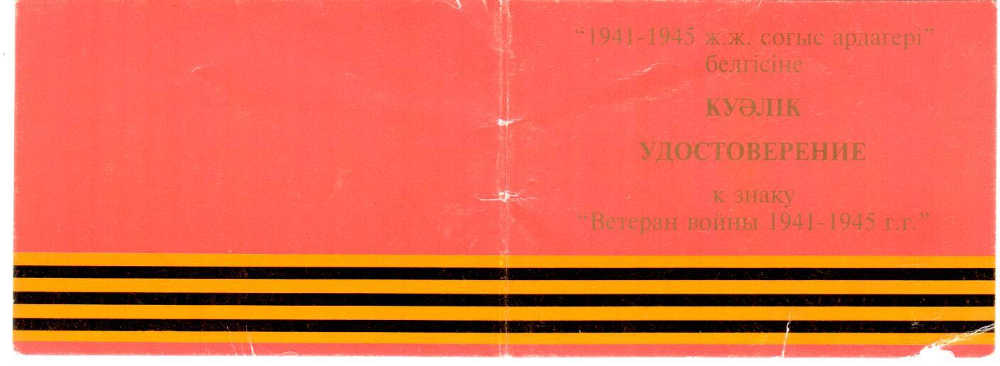 “1941-1945 ж.ж. соғыс ардагері”
белгісіне
КУӘЛІК
УДОСТОВЕРЕНИЕ
к знаку
“Ветеран войны 1941-1945 г.г.”